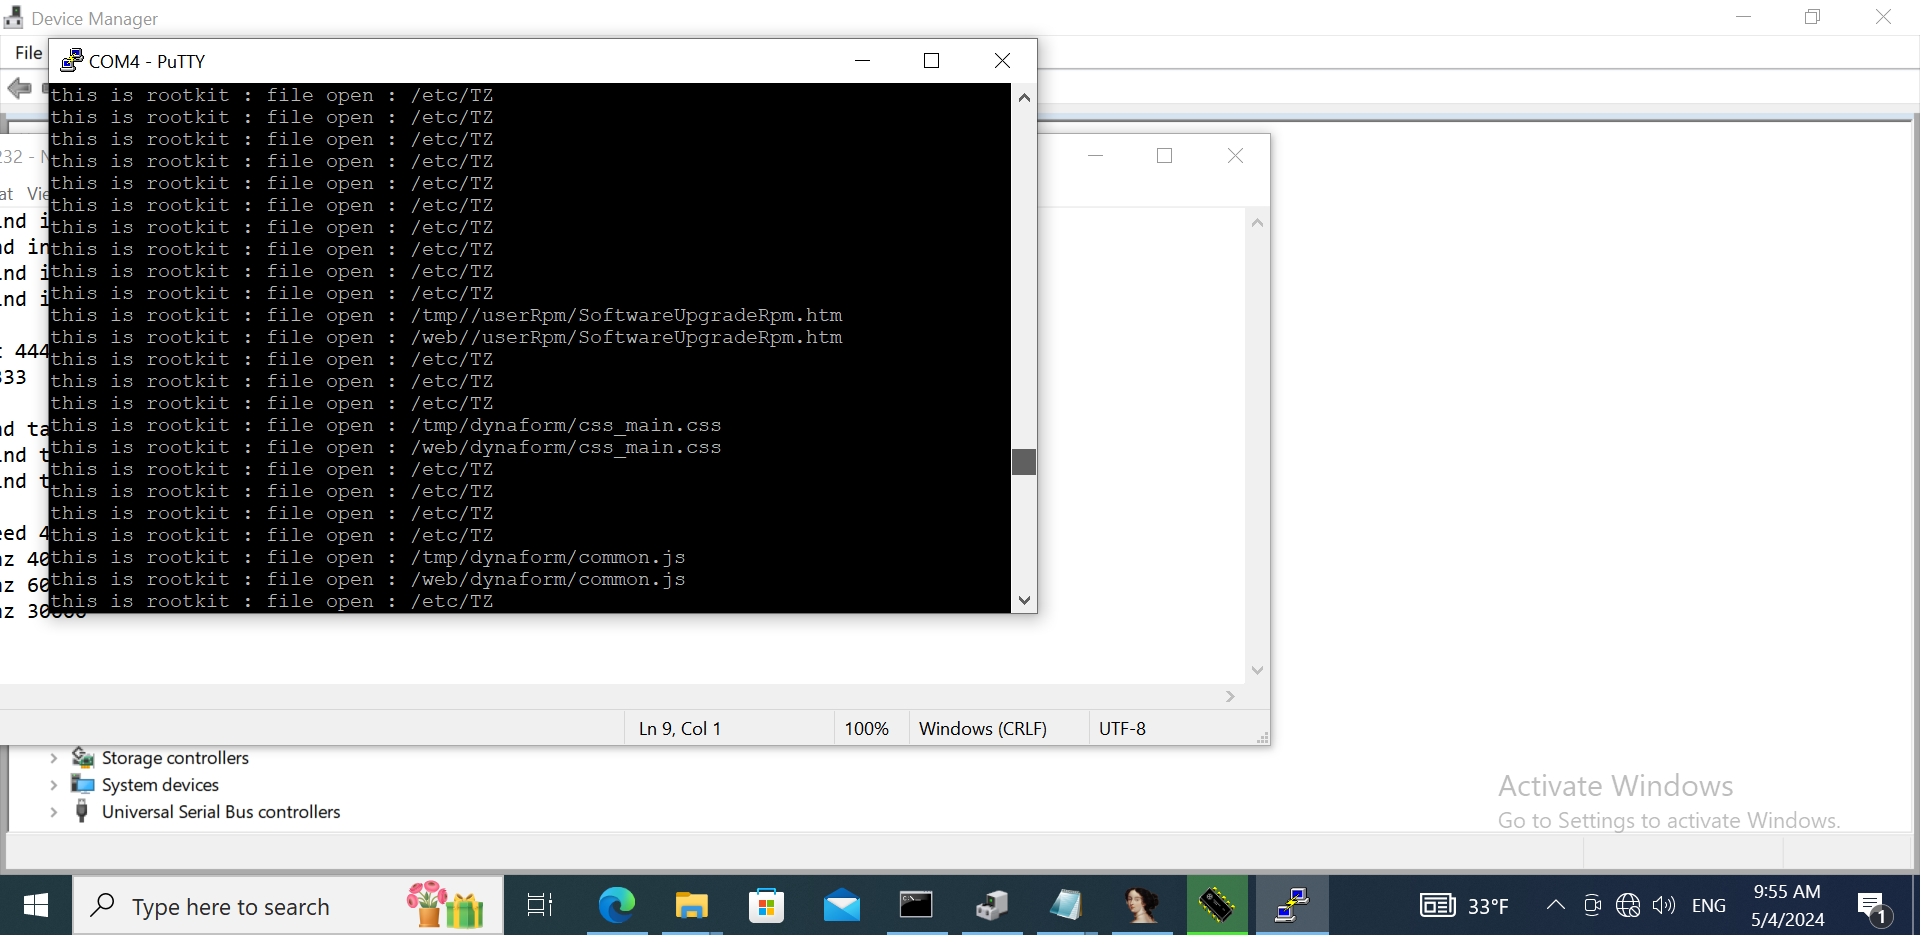 Device Manager
File
COM4 - PuTTY
this is rootkit : file open : /etc/TZ
this is rootkit : file open : /etc/TZ
this is rootkit : file open : /etc/TZ
this is rootkit : file open : /etc/TZ
this is rootkit : file open : /etc/TZ
this is rootkit : file open : /etc/TZ
this is rootkit : file open : /etc/TZ
this is rootkit : file open : /etc/TZ
this is rootkit : file open : /etc/TZ
this is rootkit : file open : /etc/TZ
this is rootkit : file open : /tmp//userRpm/SoftwareUpgradeRpm.htm
this is rootkit : file open : /web//userRpm/SoftwareUpgradeRpm.htm
this is rootkit : file open : /etc/TZ
this is rootkit : file open : /etc/TZ
this is rootkit : file open : /etc/TZ
this is rootkit : file open : /tmp/dynaform/css_main.css
this is rootkit : file open : /web/dynaform/css_main.css
this is rootkit : file open : /etc/TZ
this is rootkit : file open : /etc/TZ
this is rootkit : file open : /etc/TZ
this is rootkit : file open : /etc/TZ
this is rootkit : file open : /tmp/dynaform/common.js
this is rootkit : file open : /web/dynaform/common.js
this is rootkit : file open : /etc/TZ
232 - N
at Vie
nd i
d in
nd i
nd i
: 444
333
d ta
nd t
nd t
eed 4
z 40
z 60
Ln 9, Col 1
100%
Windows (CRLF)
UTF-8
Storage controllers
System devices
Universal Serial Bus controllers
Activate Windows
Go to Settings to activate Windows.
Type here to search
33°F
ENG
9:55 AM
5/4/2024
1